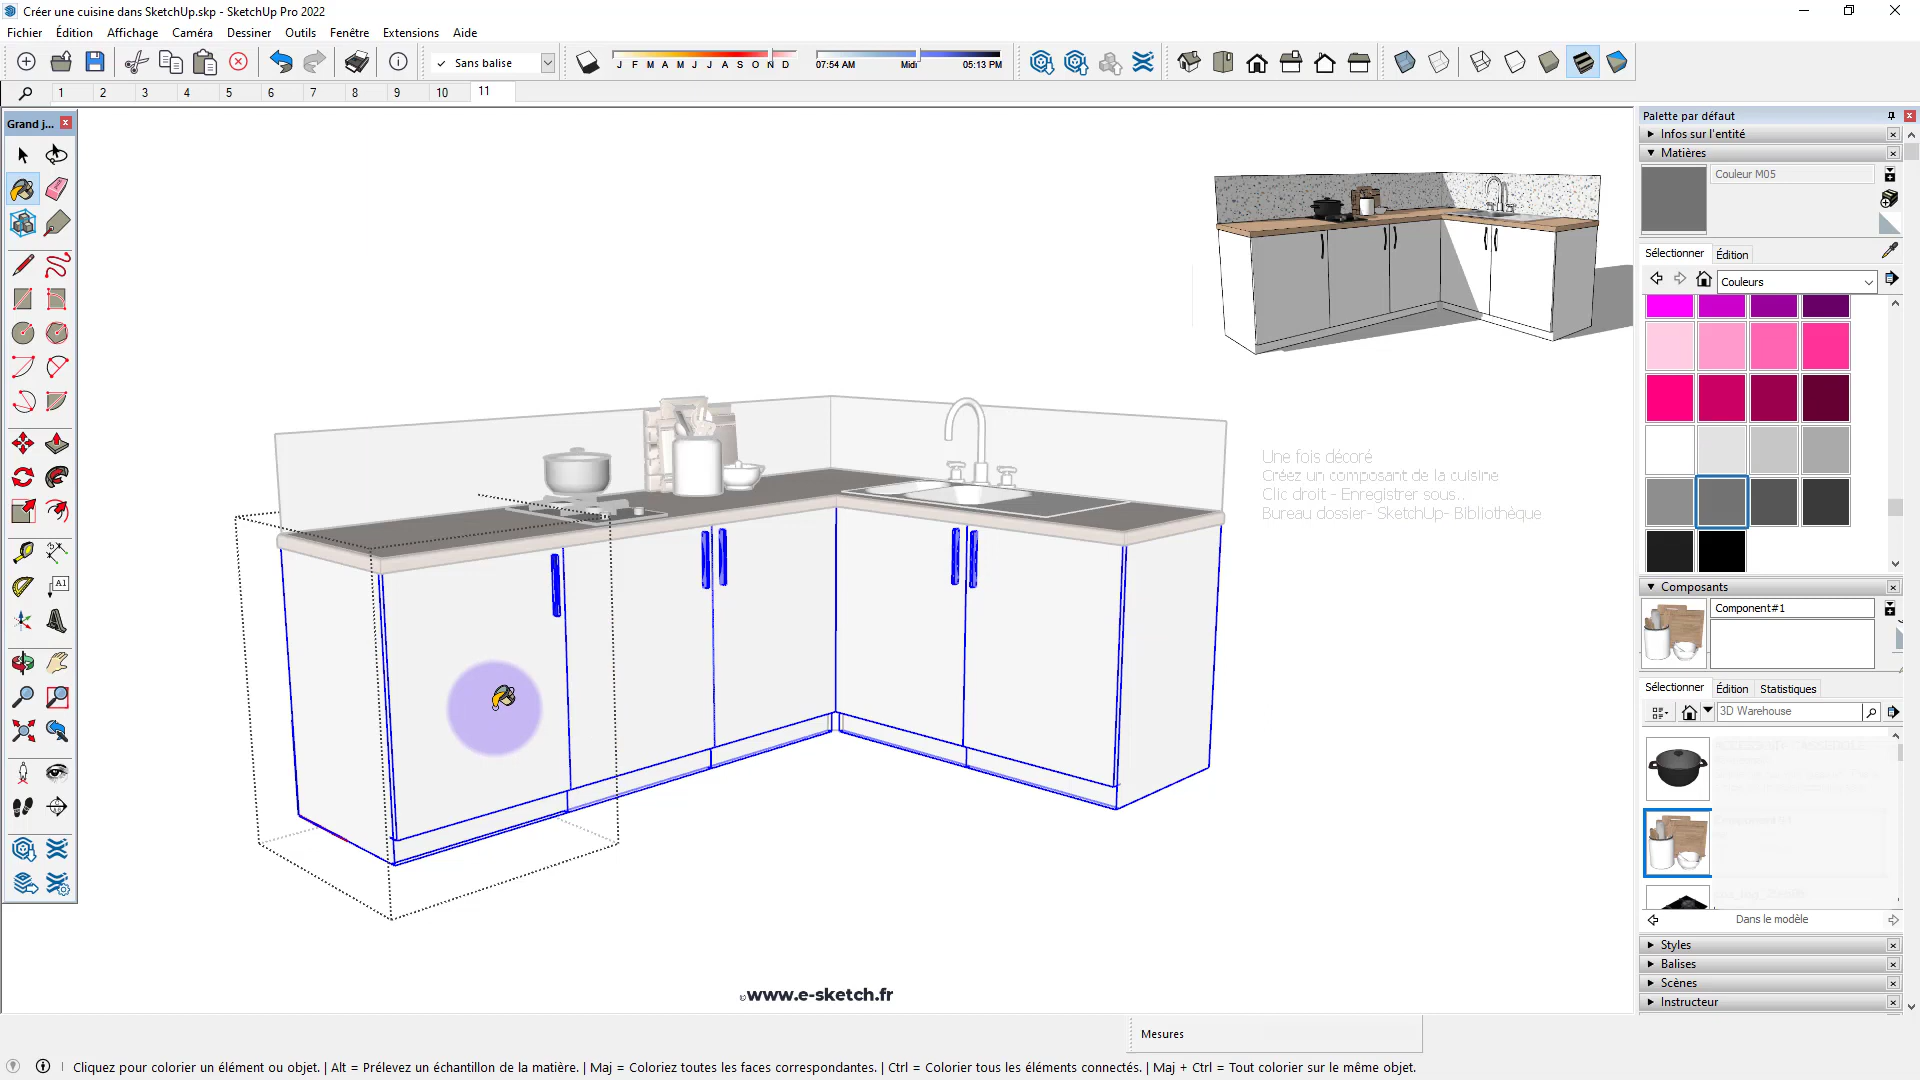 Créer une cuisine dans SketchUp.skp - SketchUp Pro 2022
Fichier Édition Affichage Caméra Dessiner Outils Fenêtre Extensions Aide
✓ Sans balise
J F M A M J J A S O N D
07:54 AM Midi 05:13 PM
1 2 3 4 5 6 7 8 9 10 11
Grand j...
A1
Palette par défaut
Infos sur l'entité
Matières
Couleur M05
Sélectionner Édition
Couleurs
Une fois décoré
Créez un composant de la cuisine
Clic droit - Enregistrer sous..
Bureau dossier- SketchUp- Bibliothèque
Composants
Component#1
Sélectionner Édition Statistiques
3D Warehouse
Dans le modèle
Styles
Balises
Scènes
Instructeur
©www.e-sketch.fr
Mesures
Cliquez pour colorier un élément ou objet. | Alt = Prélevez un échantillon de la matière. | Maj = Coloriez toutes les faces correspondantes. | Ctrl = Colorier tous les éléments connectés. | Maj + Ctrl = Tout colorier sur le même objet.